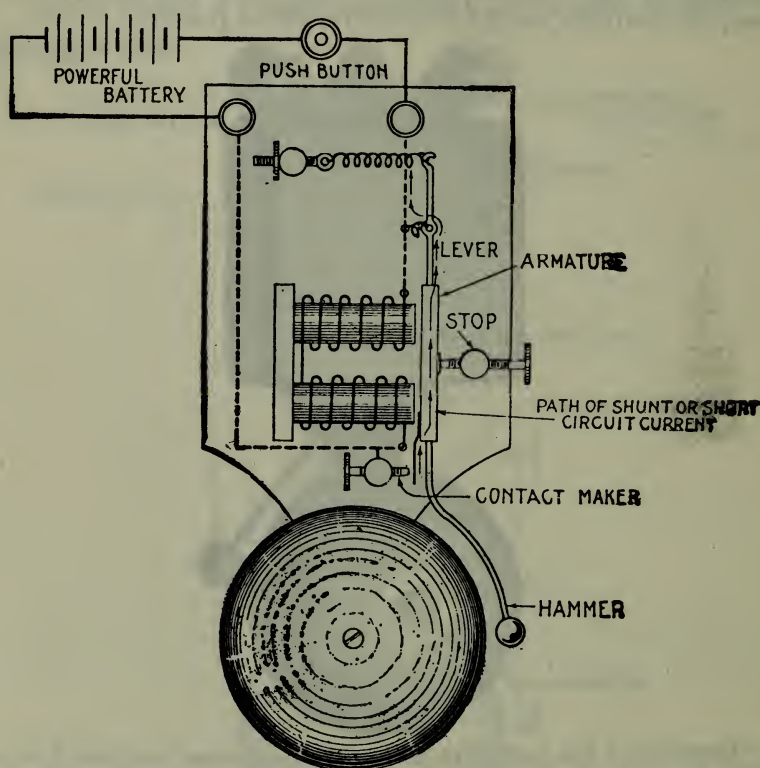 POWERFUL
BATTERY
PUSH BUTTON
LEVER
ARMATURE
STOP
PATH OF SHUNT OR SHORT
CIRCUIT CURRENT
CONTACT MAKER
HAMMER